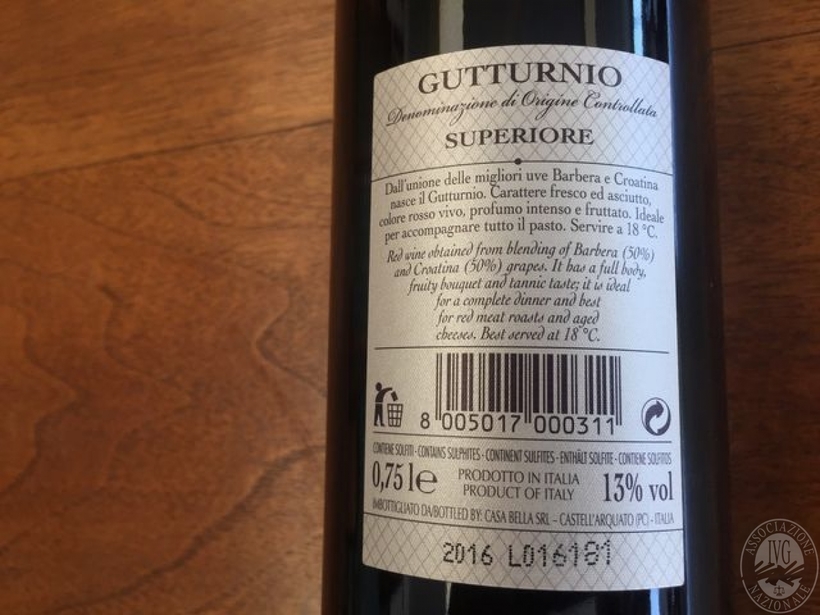 GUTTURNIO
Denominazione di Origine Controllata
SUPERIORE
Dall'unione delle migliori uve Barbera e Croatina
nasce il Gutturnio. Carattere fresco ed asciutto,
colore rosso vivo, profumo intenso e fruttato. Ideale
per accompagnare tutto il pasto. Servire a 18 °C.
Red wine obtained from blending of Barbera (50%)
and Croatina (50%) grapes. It has a full body,
fruity bouquet and tannic taste; it is ideal
for a complete dinner and best
for red meat roasts and aged
cheeses. Best served at 18 °C.
8 005017 000311
CONTIENE SOLFITI - CONTAINS SULPHITES - CONTINENT SULFITES - ENTHÄLT SULFITE - CONTIENE SOLFITOS
0,75 l e PRODOTTO IN ITALIA 13% vol
PRODUCT OF ITALY
IMBOTTIGLIATO DA/BOTTLED BY: CASA BELLA SRL – CASTELL'ARQUATO (PC) - ITALIA
2016 L016181
ASSOCIAZIONE
IVG
NAZIONALE